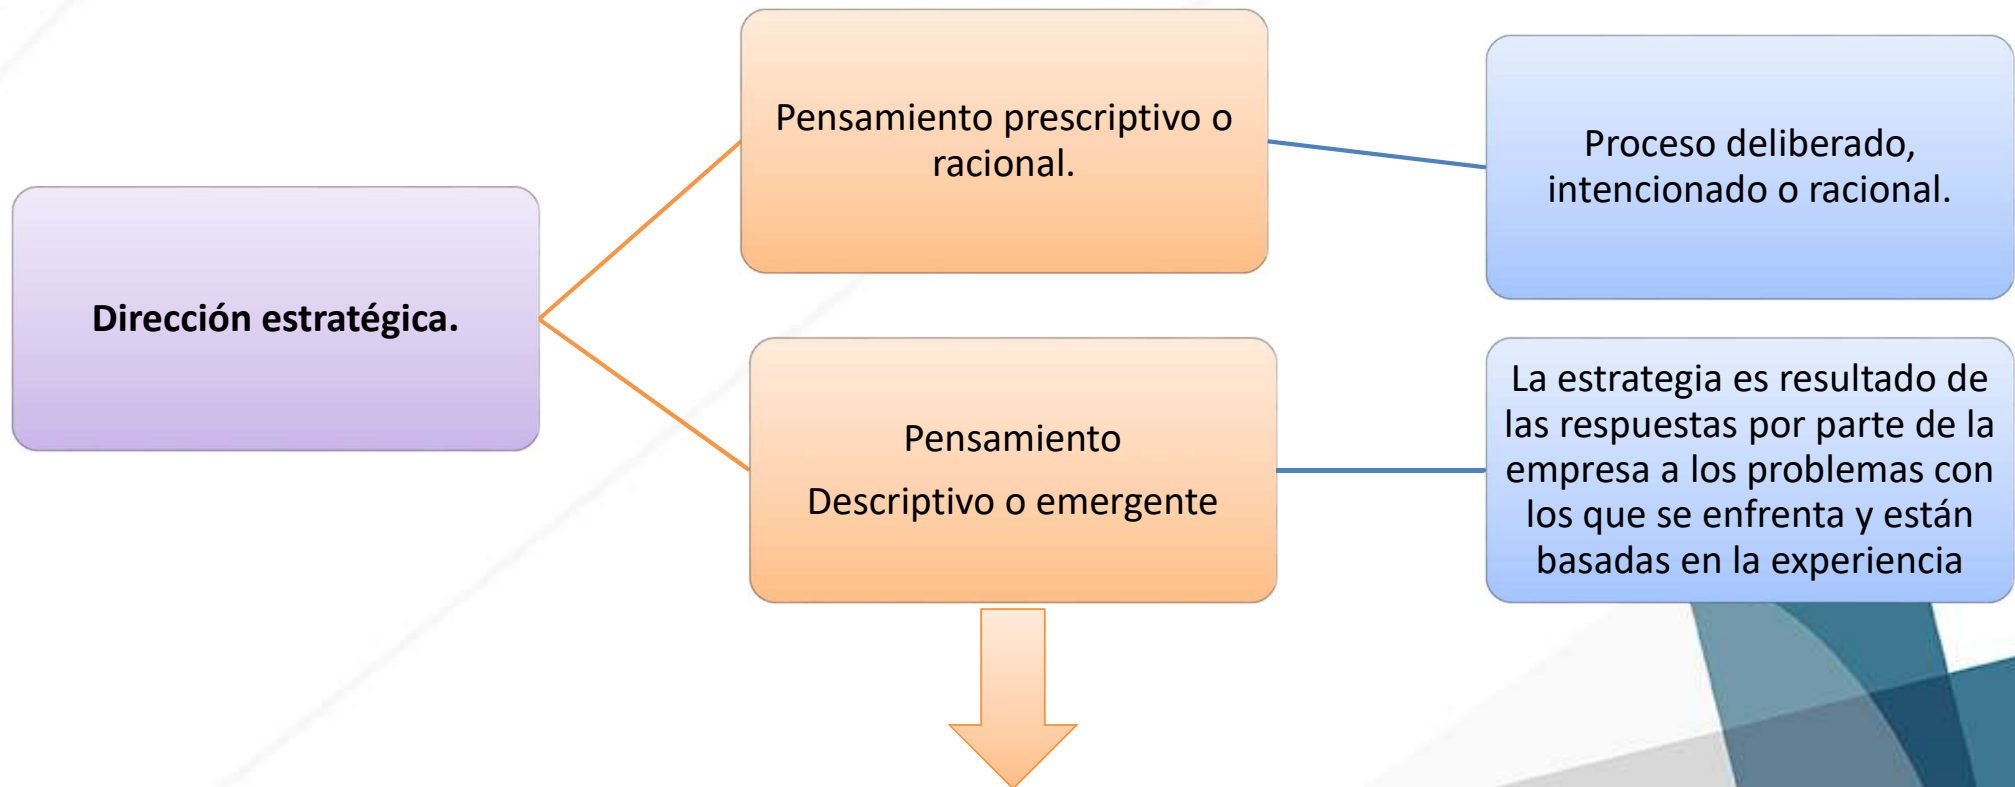 Pensamiento prescriptivo o
racional.
Proceso deliberado,
intencionado o racional.
Dirección estratégica.
Pensamiento
Descriptivo o emergente
La estrategia es resultado de
las respuestas por parte de la
empresa a los problemas con
los que se enfrenta y están
basadas en la experiencia